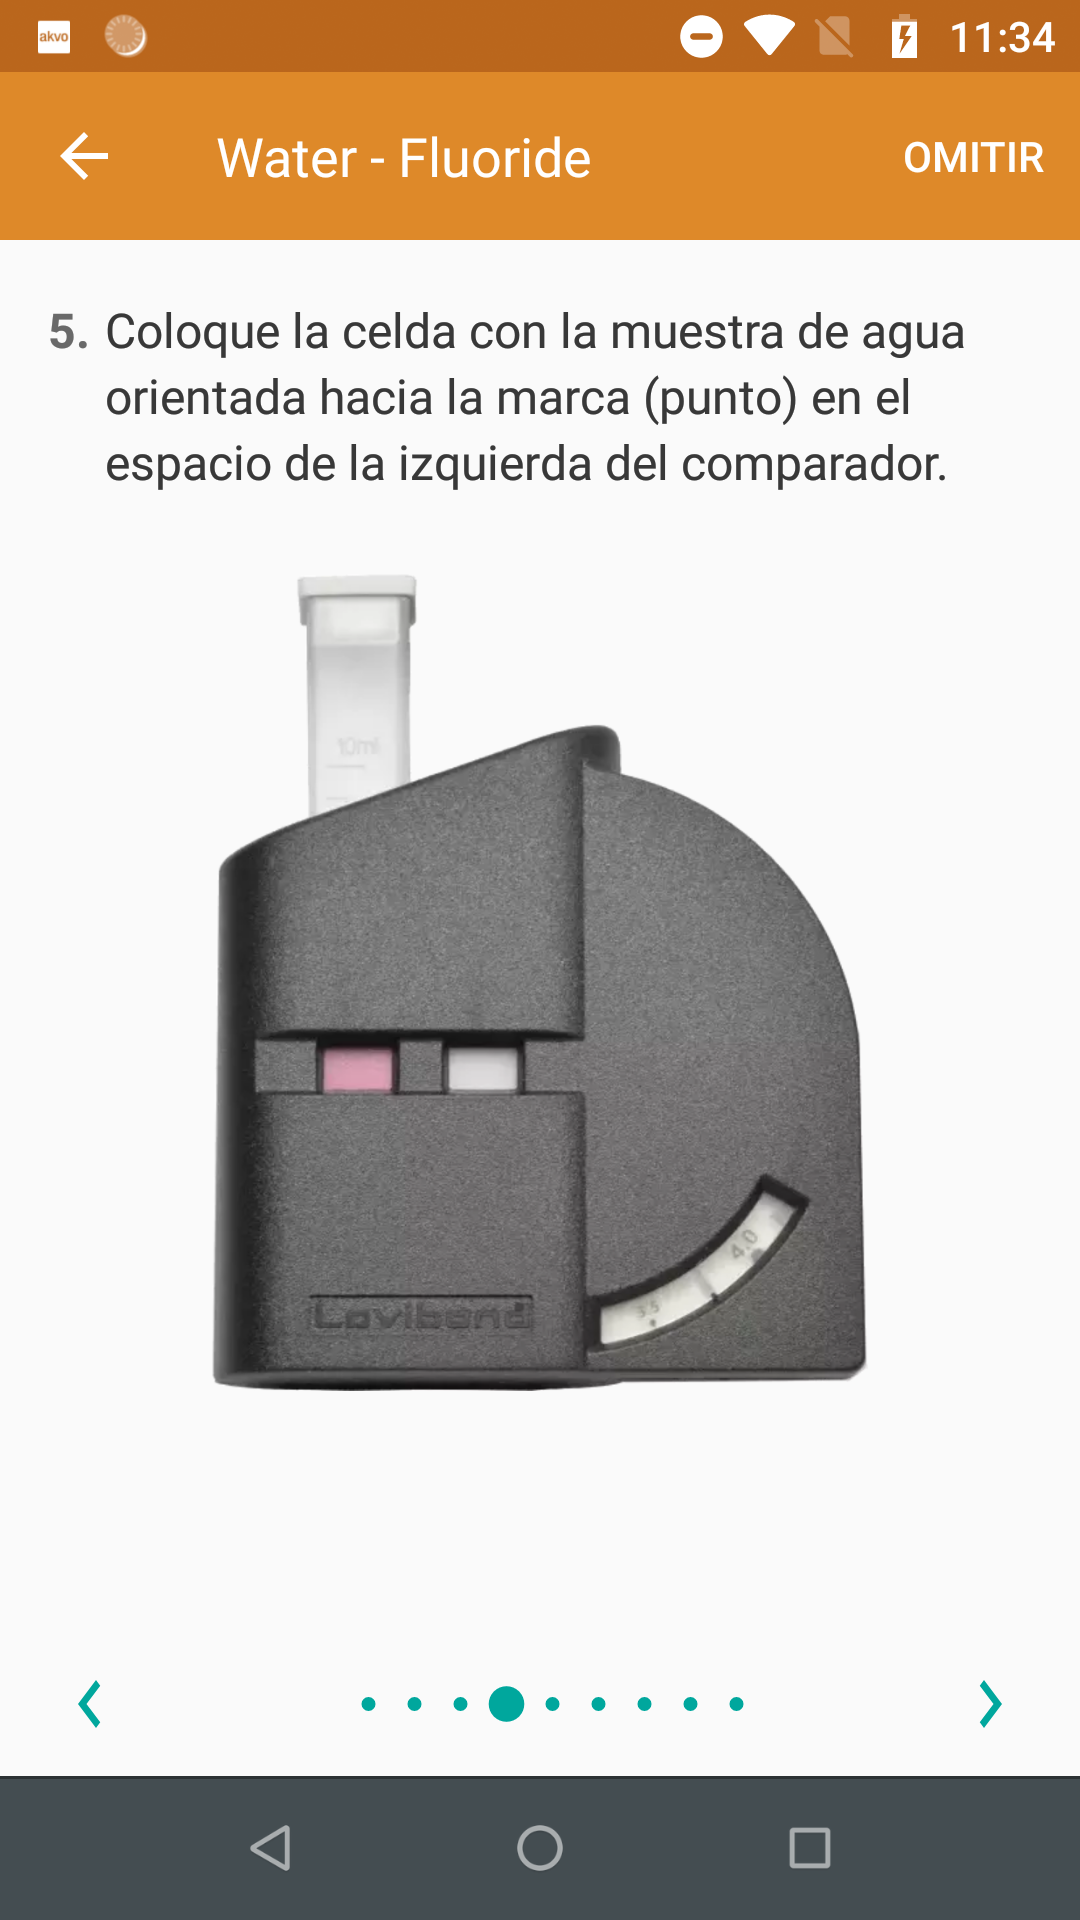 akvo
11:34
Water - Fluoride
OMITIR
5. Coloque la celda con la muestra de agua
orientada hacia la marca (punto) en el
espacio de la izquierda del comparador.
10ml
4.0
3.5
Lovibond